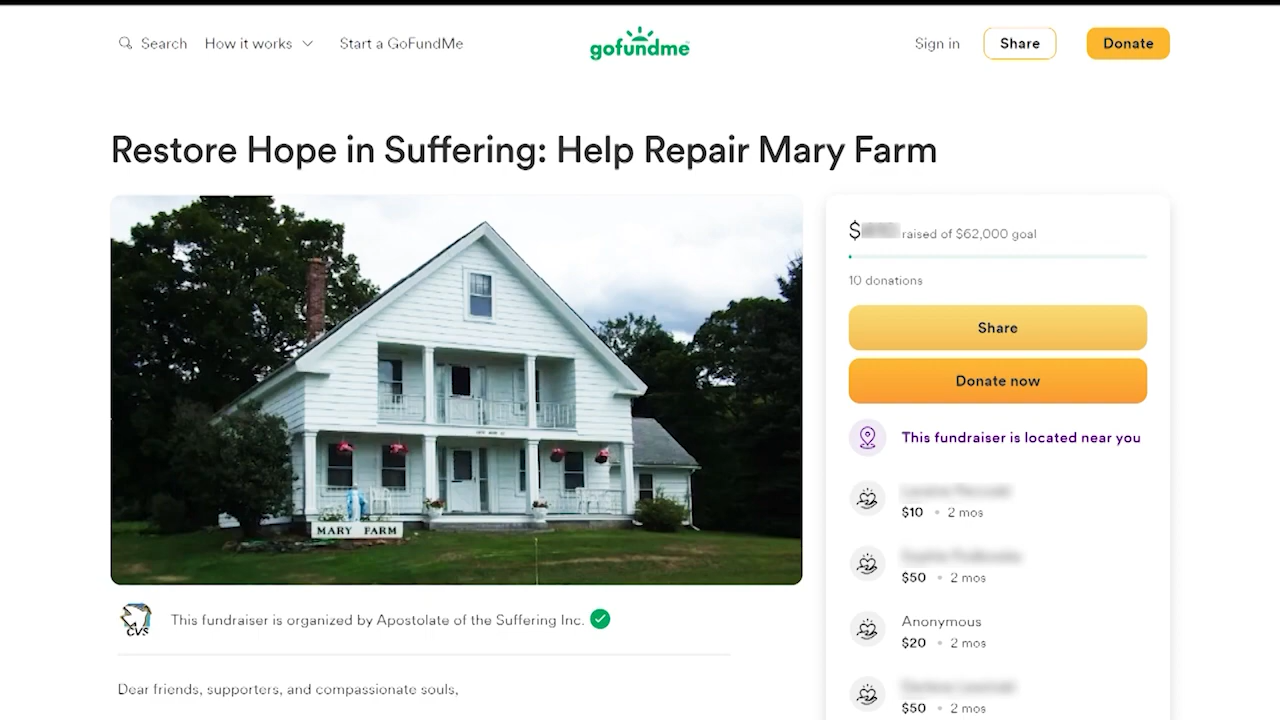 Search
How it works
Start a GoFundMe
gofundme
Sign in
Share
Donate
Restore Hope in Suffering: Help Repair Mary Farm
MARY FARM
$
raised of $62,000 goal
10 donations
Share
Donate now
This fundraiser is located near you
$10 • 2 mos
$50 • 2 mos
Anonymous
$20 • 2 mos
$50 • 2 mos
CVS
This fundraiser is organized by Apostolate of the Suffering Inc.
Dear friends, supporters, and compassionate souls,